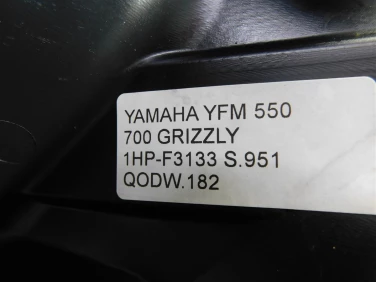 YAMAHA YFM 550
700 GRIZZLY
1HP-F3133 S.951
QODW.182